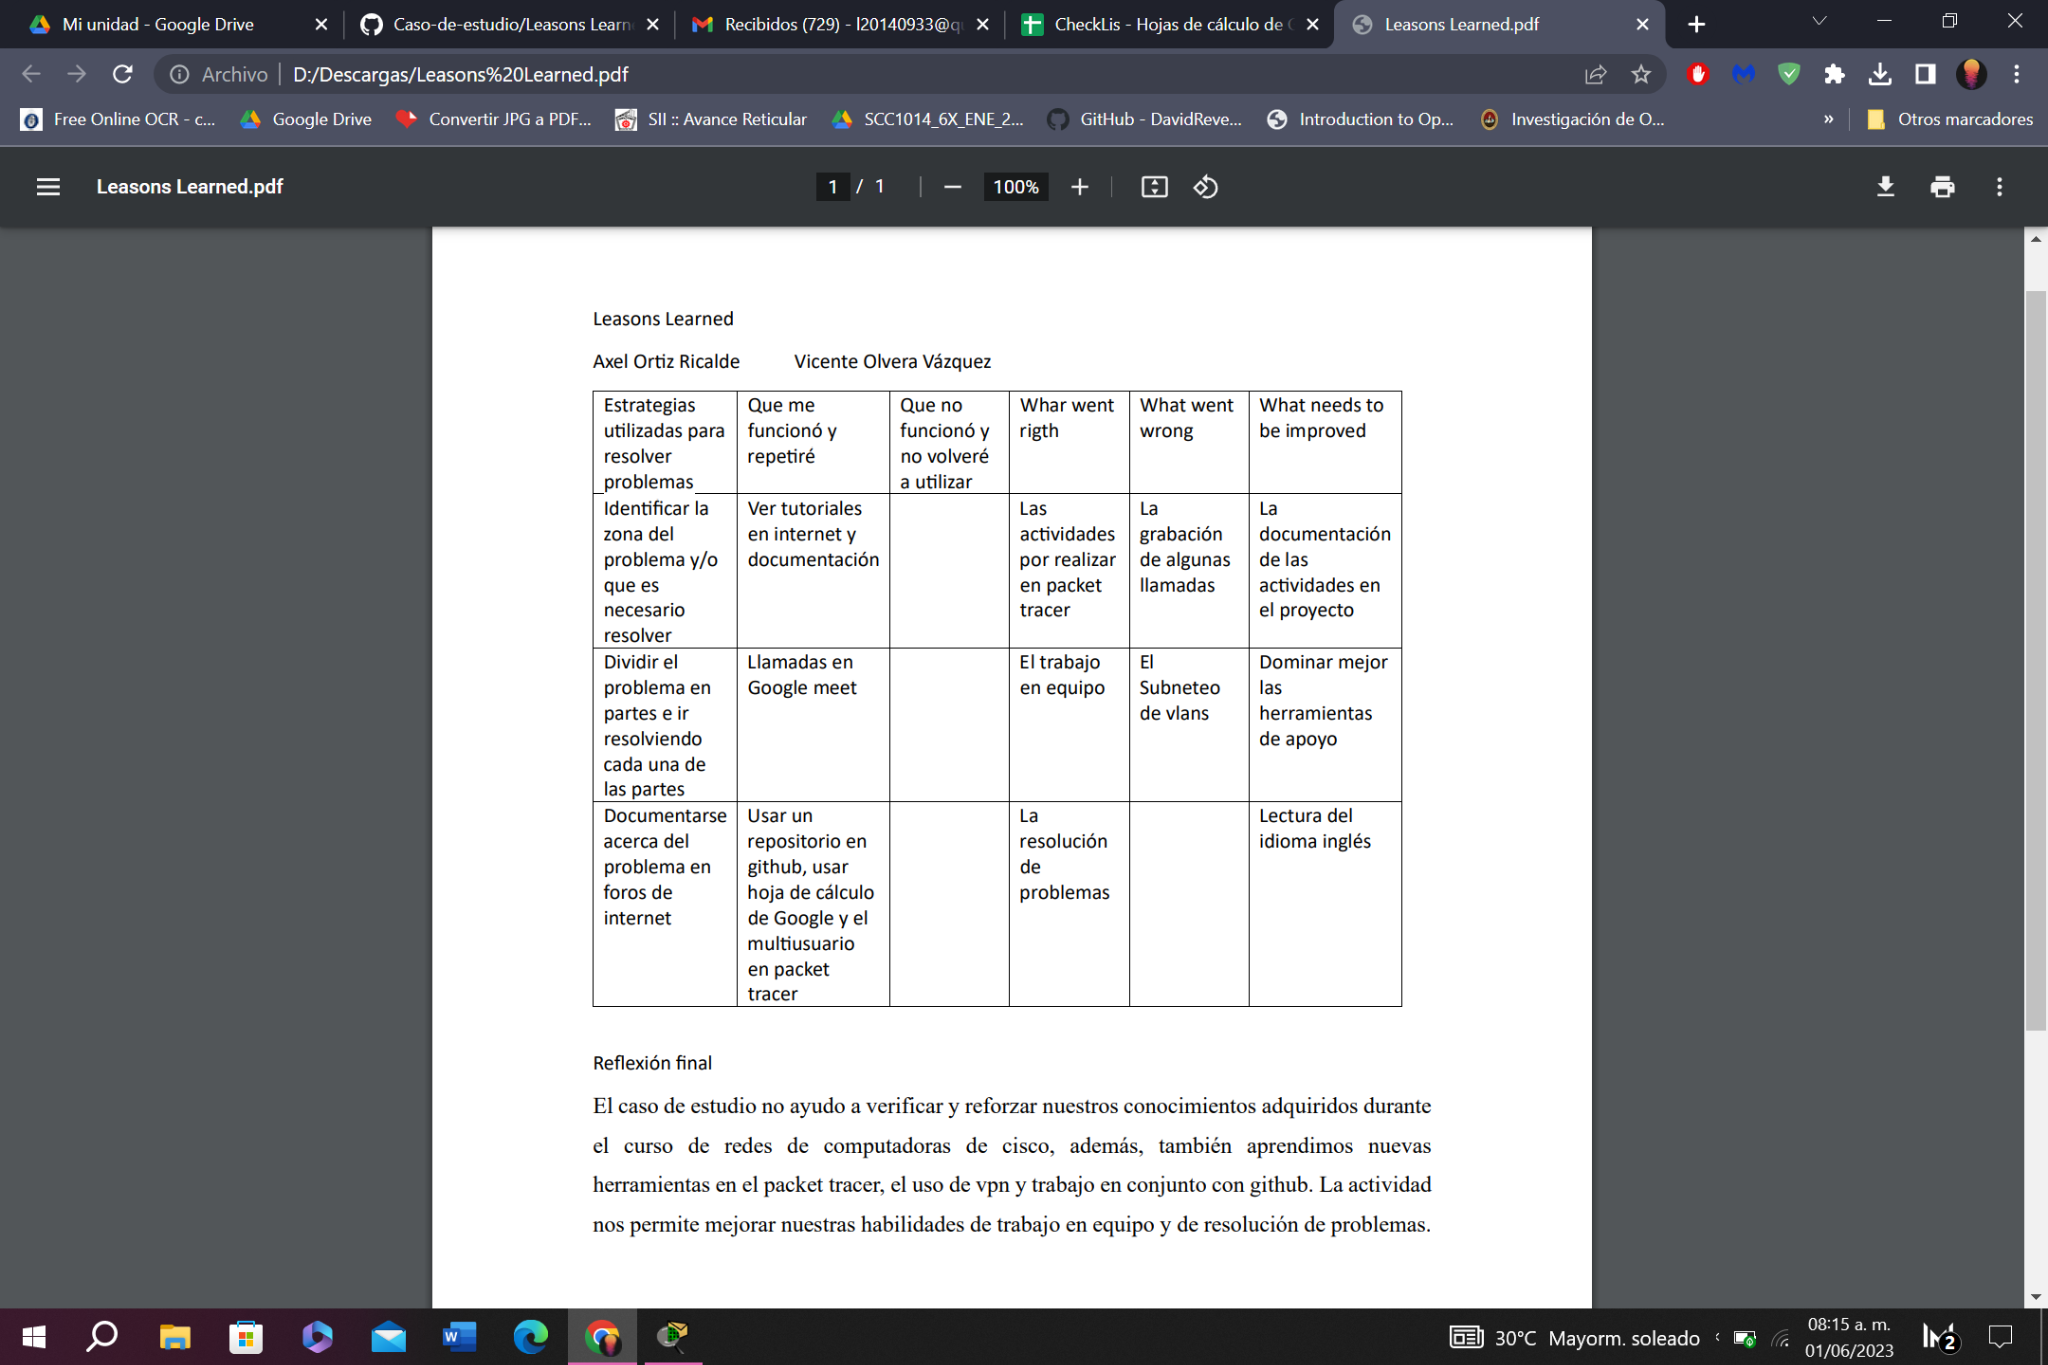 Mi unidad - Google Drive
Caso-de-estudio/Leasons Learn
Recibidos (729) - l20140933@q
CheckLis - Hojas de cálculo de
Leasons Learned.pdf
Archivo
D:/Descargas/Leasons%20Learned.pdf
Free Online OCR - c...
Google Drive
Convertir JPG a PDF...
SII :: Avance Reticular
SCC1014_6X_ENE_2...
GitHub - DavidReve...
Introduction to Op...
Investigación de O...
»
Otros marcadores
Leasons Learned.pdf
1 / 1
100%
Leasons Learned
Axel Ortiz Ricalde Vicente Olvera Vázquez
Estrategias
utilizadas para
resolver
problemas
Que me
funcionó y
repetiré
Que no
funcionó y
no volveré
a utilizar
Whar went
rigth
What went
wrong
What needs to
be improved
Identificar la
zona del
problema y/o
que es
necesario
resolver
Ver tutoriales
en internet y
documentación
Las
actividades
por realizar
en packet
tracer
La
grabación
de algunas
llamadas
La
documentación
de las
actividades en
el proyecto
Dividir el
problema en
partes e ir
resolviendo
cada una de
las partes
Llamadas en
Google meet
El trabajo
en equipo
El
Subneteo
de vlans
Dominar mejor
las
herramientas
de apoyo
Documentarse
acerca del
problema en
foros de
internet
Usar un
repositorio en
github, usar
hoja de cálculo
de Google y el
multiusuario
en packet
tracer
La
resolución
de
problemas
Lectura del
idioma inglés
Reflexión final
El caso de estudio no ayudo a verificar y reforzar nuestros conocimientos adquiridos durante
el curso de redes de computadoras de cisco, además, también aprendimos nuevas
herramientas en el packet tracer, el uso de vpn y trabajo en conjunto con github. La actividad
nos permite mejorar nuestras habilidades de trabajo en equipo y de resolución de problemas.
30°C Mayorm. soleado
08:15 a. m.
01/06/2023
2